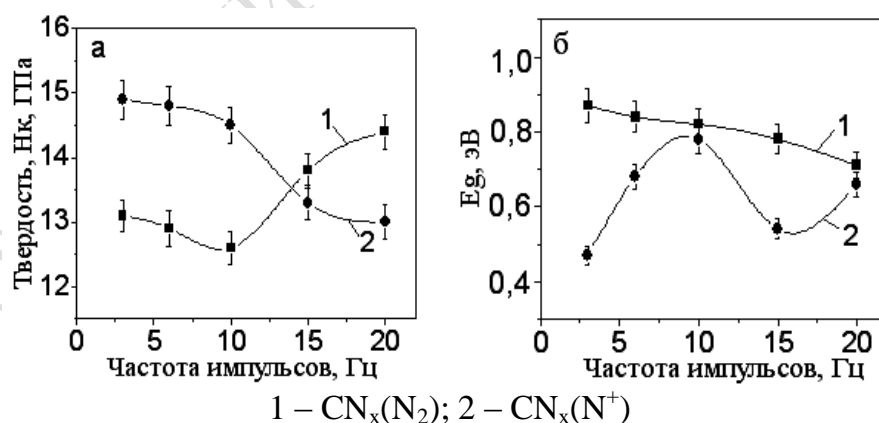 а
Твердость, Нк, ГПа
16
15
14
13
12
1
2
0 5 10 15 20
Частота импульсов, Гц
б
Eg, эВ
1,0
0,8
0,6
0,4
1
2
0 5 10 15 20
Частота импульсов, Гц
1 – CNₓ(N₂); 2 – CNₓ(N⁺)